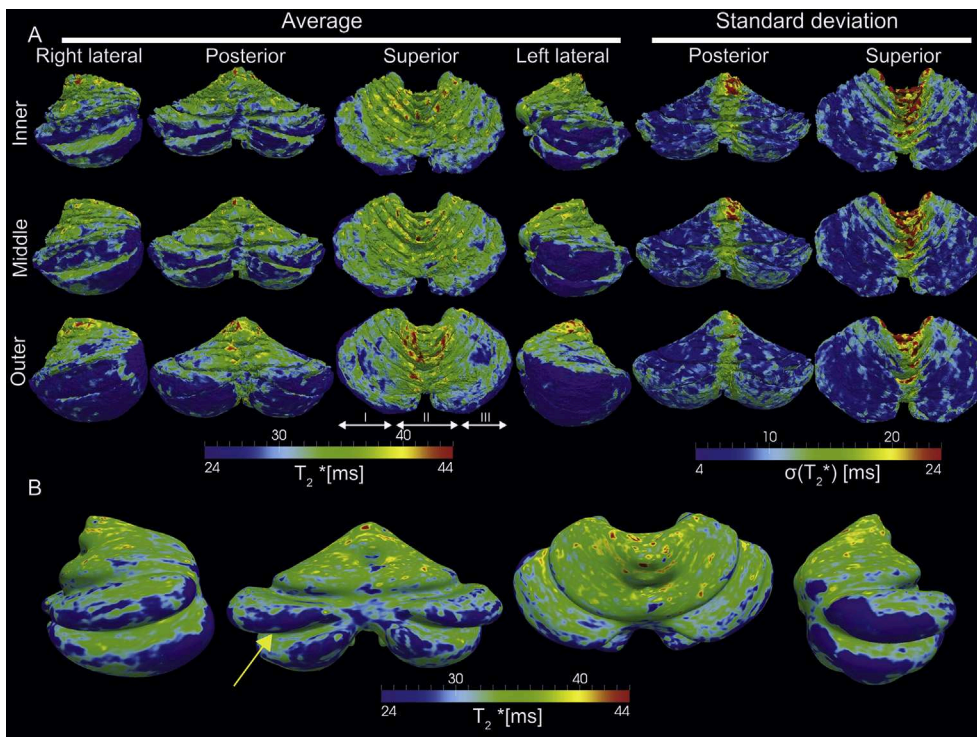 A
Average
Standard deviation
Right lateral
Posterior
Superior
Left lateral
Posterior
Superior
Inner
Middle
Outer
I
II
III
30
40
24
T2*[ms]
44
10
20
4
σ(T2*) [ms]
24
B
30
40
24
T2*[ms]
44